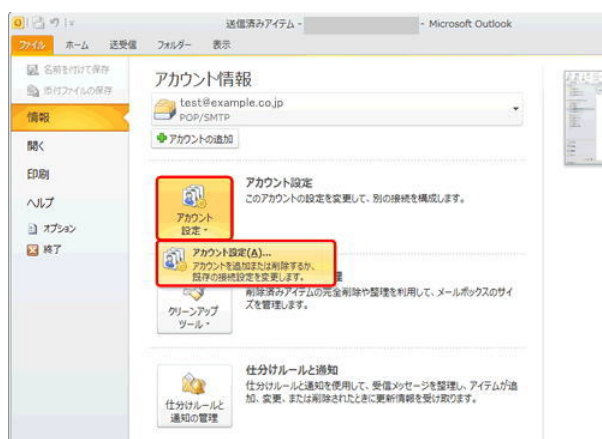 送信済みアイテム - - Microsoft Outlook
ファイル ホーム 送受信 フォルダー 表示
名前を付けて保存
添付ファイルの保存
情報
開く
印刷
ヘルプ
オプション
終了
アカウント情報
test@example.co.jp
POP/SMTP
アカウントの追加
アカウント設定
このアカウントの設定を変更して、別の接続を構成します。
アカウント
設定
アカウント設定(A)...
アカウントを追加または削除するか、
既存の接続設定を変更します。
理
削除済みアイテムの完全削除や整理を利用して、メールボックスのサイ
ズを管理します。
クリーンアップ
ツール
仕分けルールと通知
仕分けルールと通知を使用して、受信メッセージを整理し、アイテムが追
加、変更、または削除されたときに更新情報を受け取ります。
仕分けルールと
通知の管理